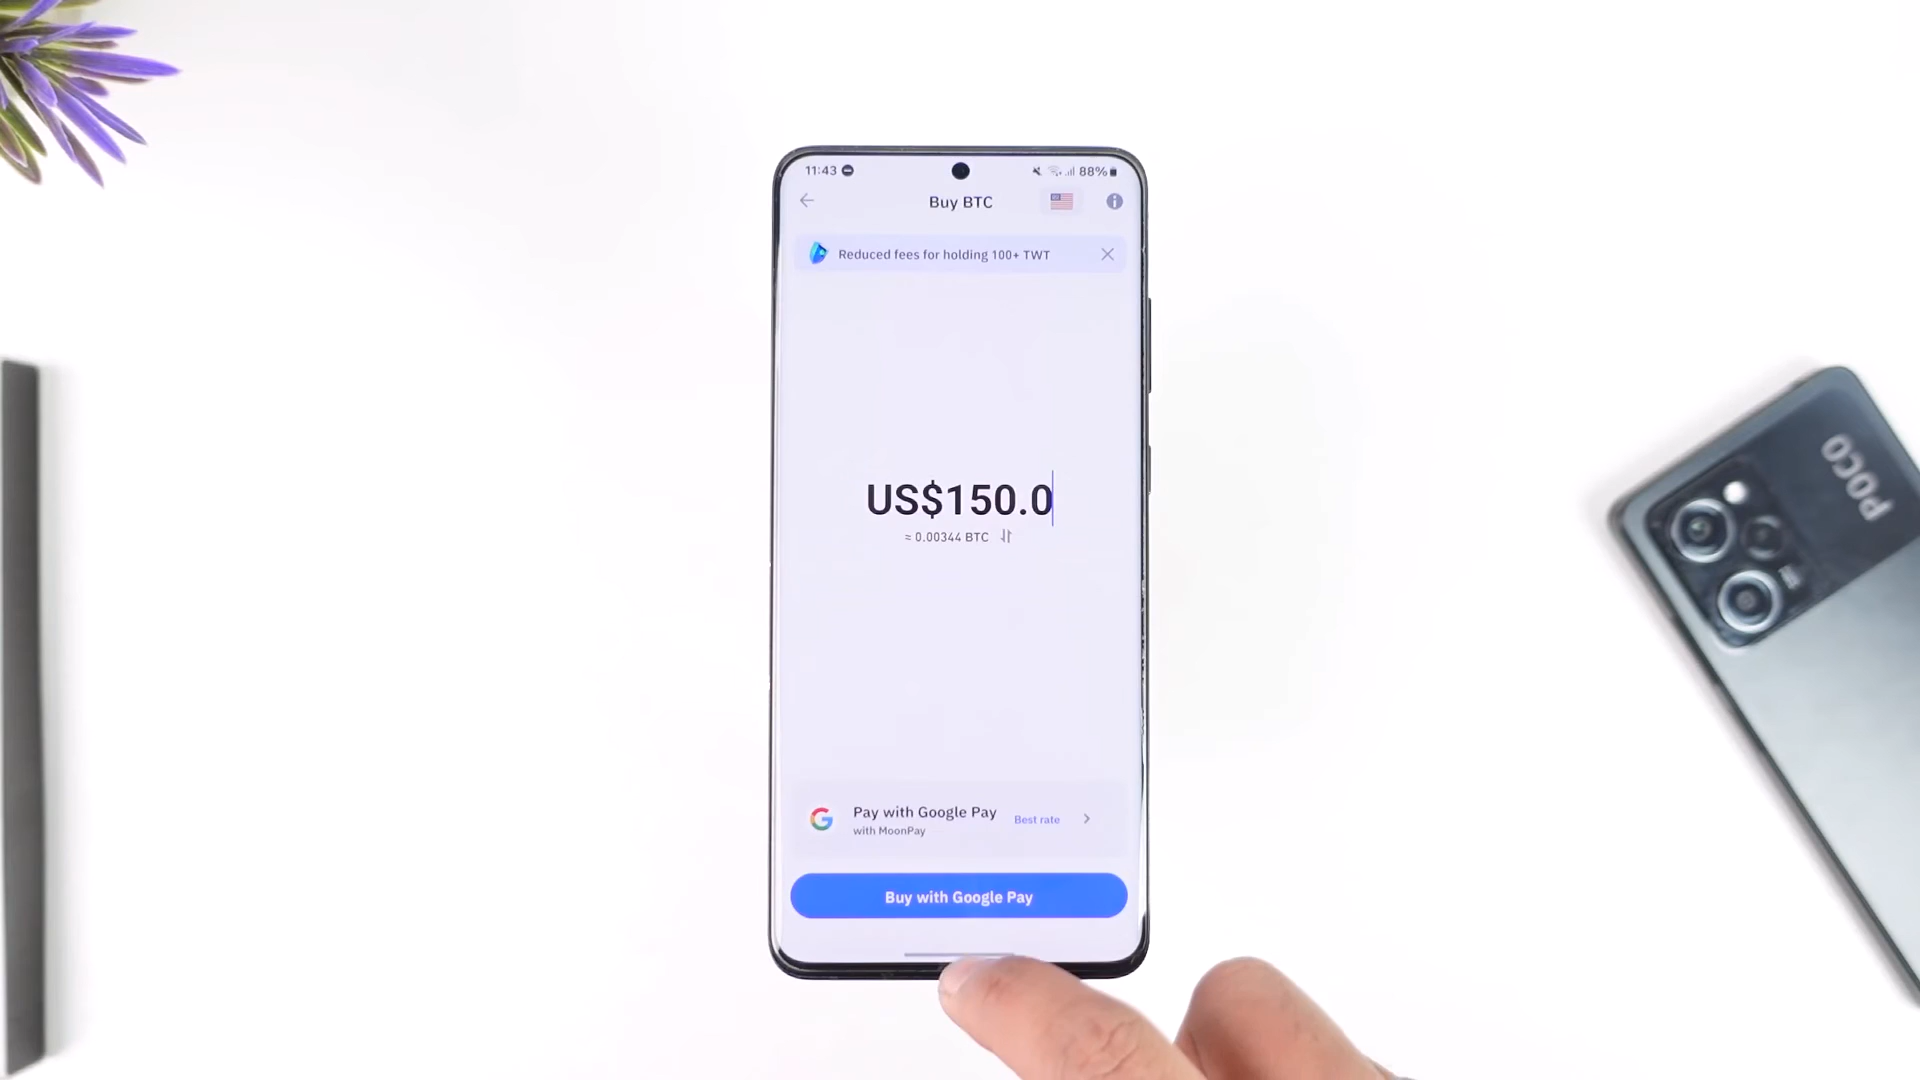 11:43
88%
Buy BTC
Reduced fees for holding 100+ TWT
US$150.0
≈ 0.00344 BTC
Pay with Google Pay
with MoonPay
Best rate
Buy with Google Pay
POCO